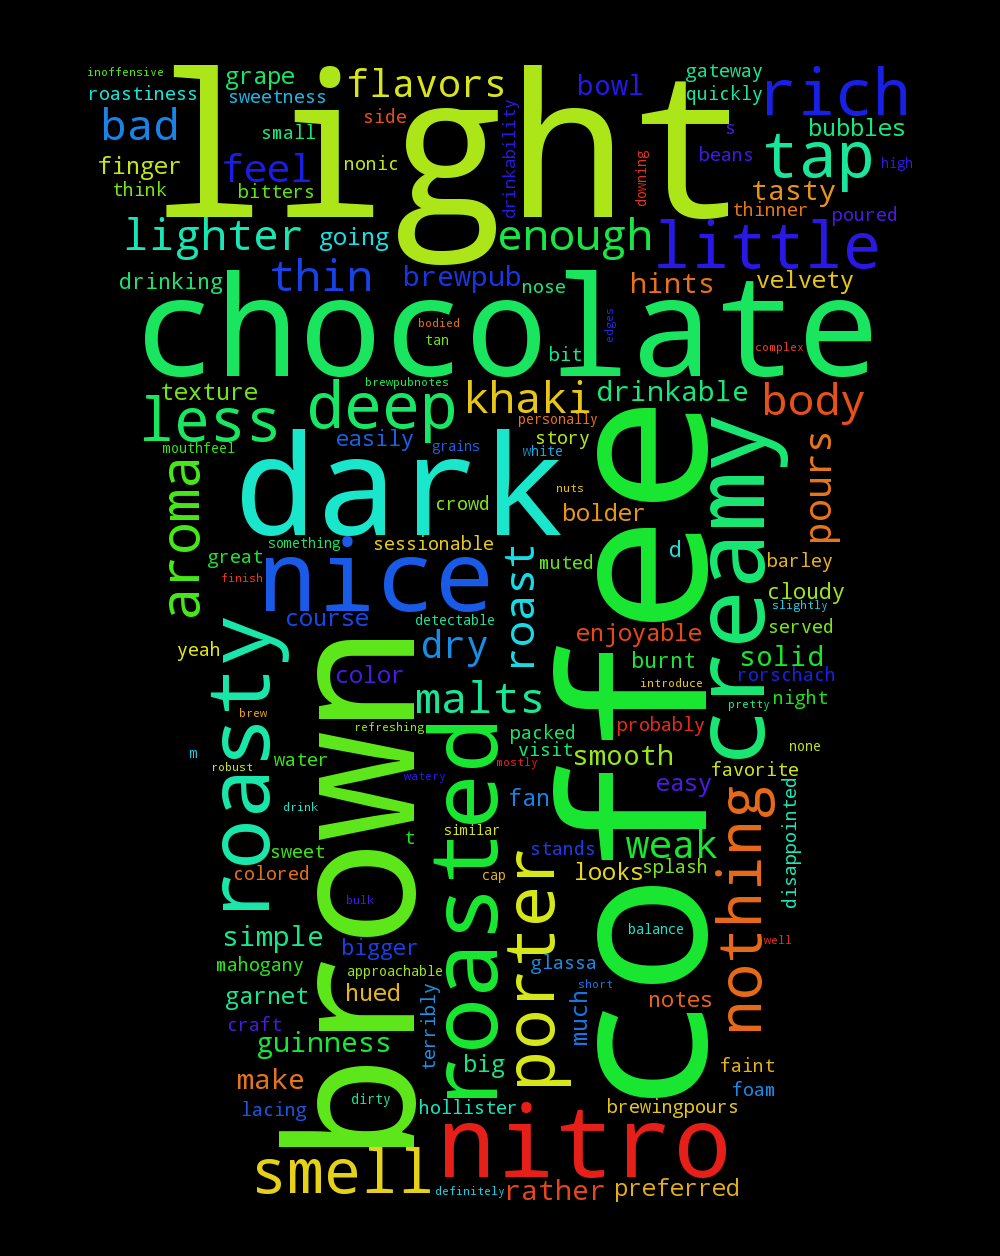 inoffensive
grape
light
flavors
bowl
gateway
rich
roastiness
sweetness
quickly
bad
side
small
drinkability
s
bubbles
finger
feel
nonic
downing
beans
tap
high
think
bitters
tasty
thinner
poured
lighter
going
enough
little
drinking
thin
brewpub
nose
hints
velvety
chocolate
bodied
tan
edges
bit
complex
texture
brewpubnotes
deep
khaki
drinkable
body
less
personally
easily
grains
story
white
mouthfeel
aroma
dark
crowd
nuts
bolder
coffee
creamy
pours
great
something
sessionable
nice
finish
roast
muted
d
barley
cloudy
slightly
course
detectable
served
yeah
roasty
dry
enjoyable
burnt
solid
color
rorschach
brown
malts
introduce
pretty
night
brew
refreshing
packed
probably
m
water
visit
smooth
none
robust
watery
mostly
favorite
roasted
drink
fan
easy
nothing
disappointed
t
similar
weak
sweet
stands
colored
cap
looks
splash
bulk
porter
simple
balance
bigger
well
mahogany
approachable
glassa
garnet
hued
short
terribly
much
notes
craft
guinness
big
make
faint
dirty
foam
lacing
hollister
brewingpours
nitro
smell
definitely
rather
preferred